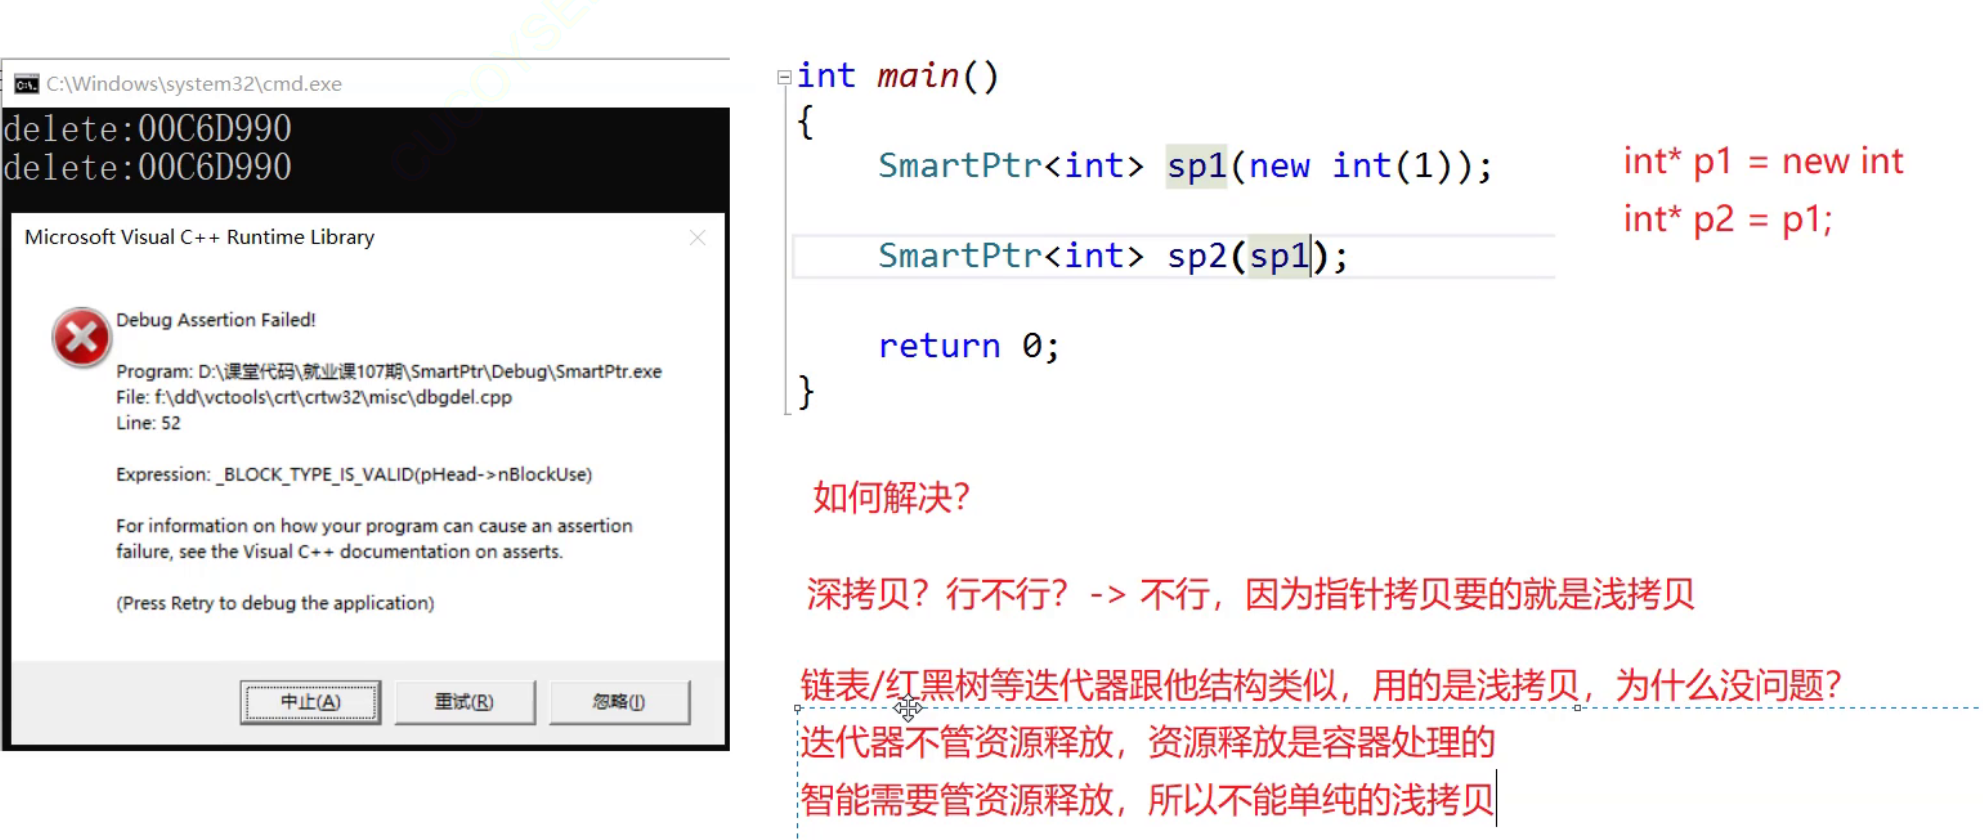 C:\Windows\system32\cmd.exe
delete:00C6D990
delete:00C6D990
Microsoft Visual C++ Runtime Library
Debug Assertion Failed!
Program: D:\课堂代码\就业课107期\SmartPtr\Debug\SmartPtr.exe
File: f:\dd\vctools\crt\crtw32\misc\dbgdel.cpp
Line: 52
Expression: _BLOCK_TYPE_IS_VALID(pHead->nBlockUse)
For information on how your program can cause an assertion
failure, see the Visual C++ documentation on asserts.
(Press Retry to debug the application)
中止(A)
重试(R)
忽略(I)
int main()
{
SmartPtr<int> sp1(new int(1));
SmartPtr<int> sp2(sp1);
return 0;
}
int* p1 = new int
int* p2 = p1;
如何解决？
深拷贝？行不行？-> 不行，因为指针拷贝要的就是浅拷贝
链表/红黑树等迭代器跟他结构类似，用的是浅拷贝，为什么没问题？
迭代器不管资源释放，资源释放是容器处理的
智能需要管资源释放，所以不能单纯的浅拷贝